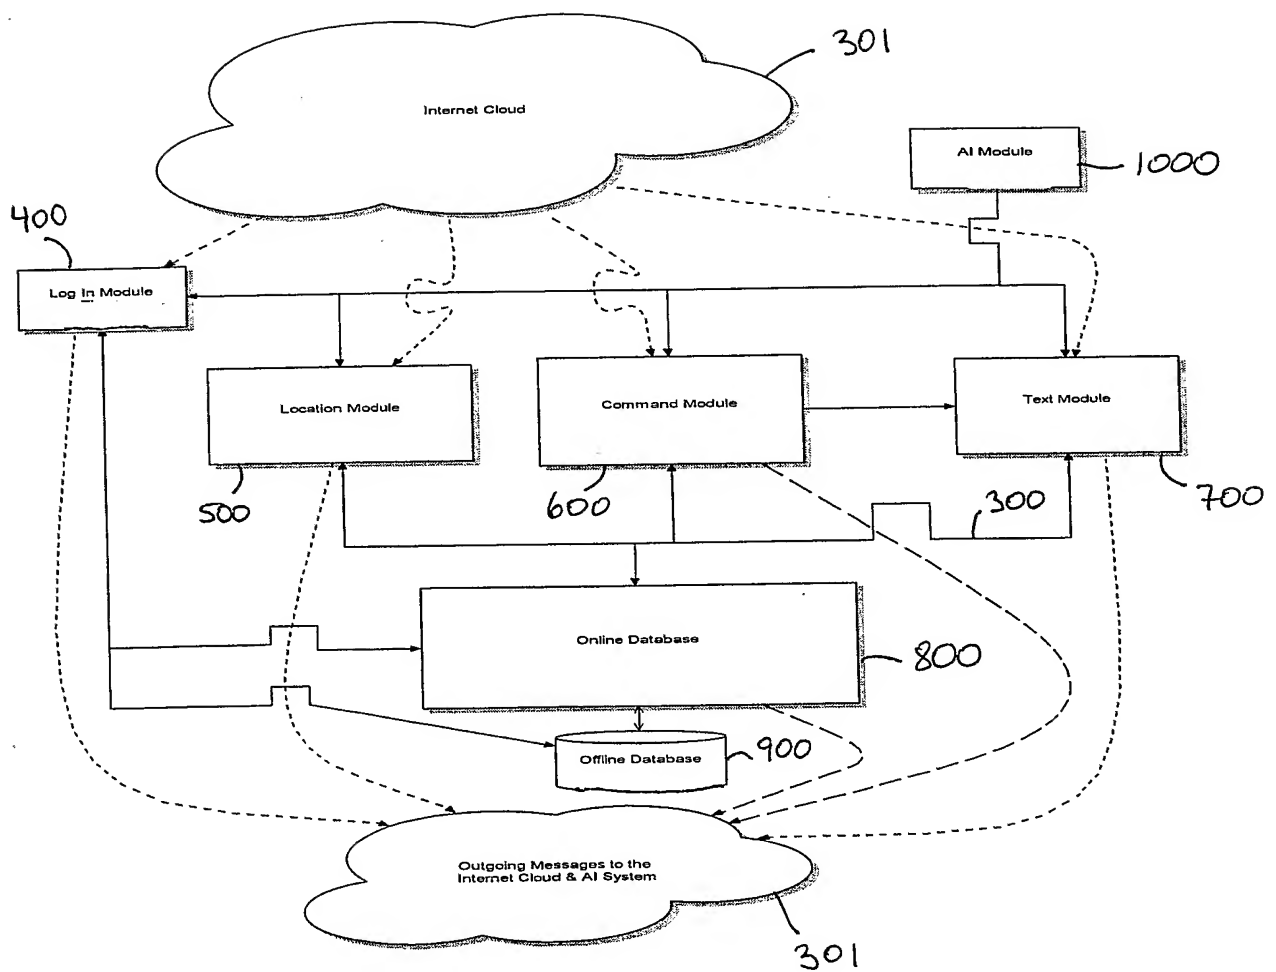 301
Internet Cloud
AI Module
1000
400
Log In Module
Location Module
Command Module
Text Module
500
600
300
700
Online Database
800
Offline Database
900
Outgoing Messages to the
Internet Cloud & AI System
301